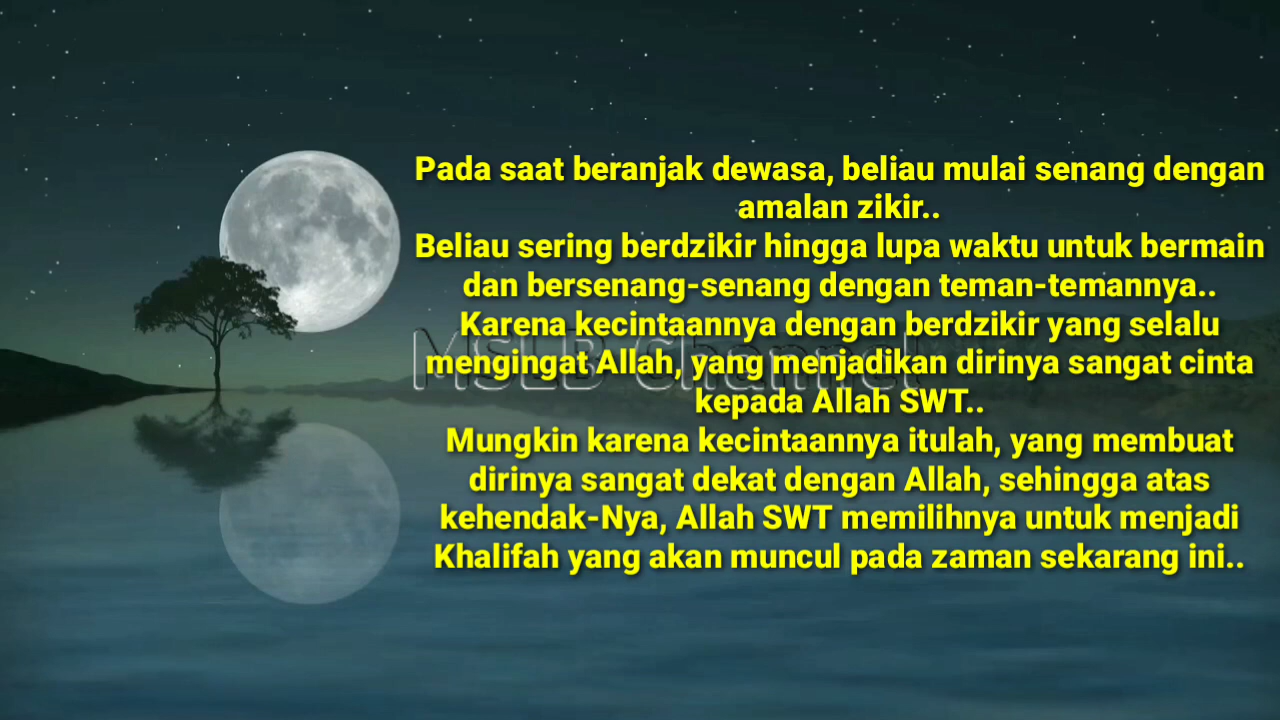 Pada saat beranjak dewasa, beliau mulai senang dengan
amalan zikir..
Beliau sering berdzikir hingga lupa waktu untuk bermain
dan bersenang-senang dengan teman-temannya..
Karena kecintaannya dengan berdzikir yang selalu
mengingat Allah, yang menjadikan dirinya sangat cinta
kepada Allah SWT..
Mungkin karena kecintaannya itulah, yang membuat
dirinya sangat dekat dengan Allah, sehingga atas
kehendak-Nya, Allah SWT memilihnya untuk menjadi
Khalifah yang akan muncul pada zaman sekarang ini..
MSLB Channel